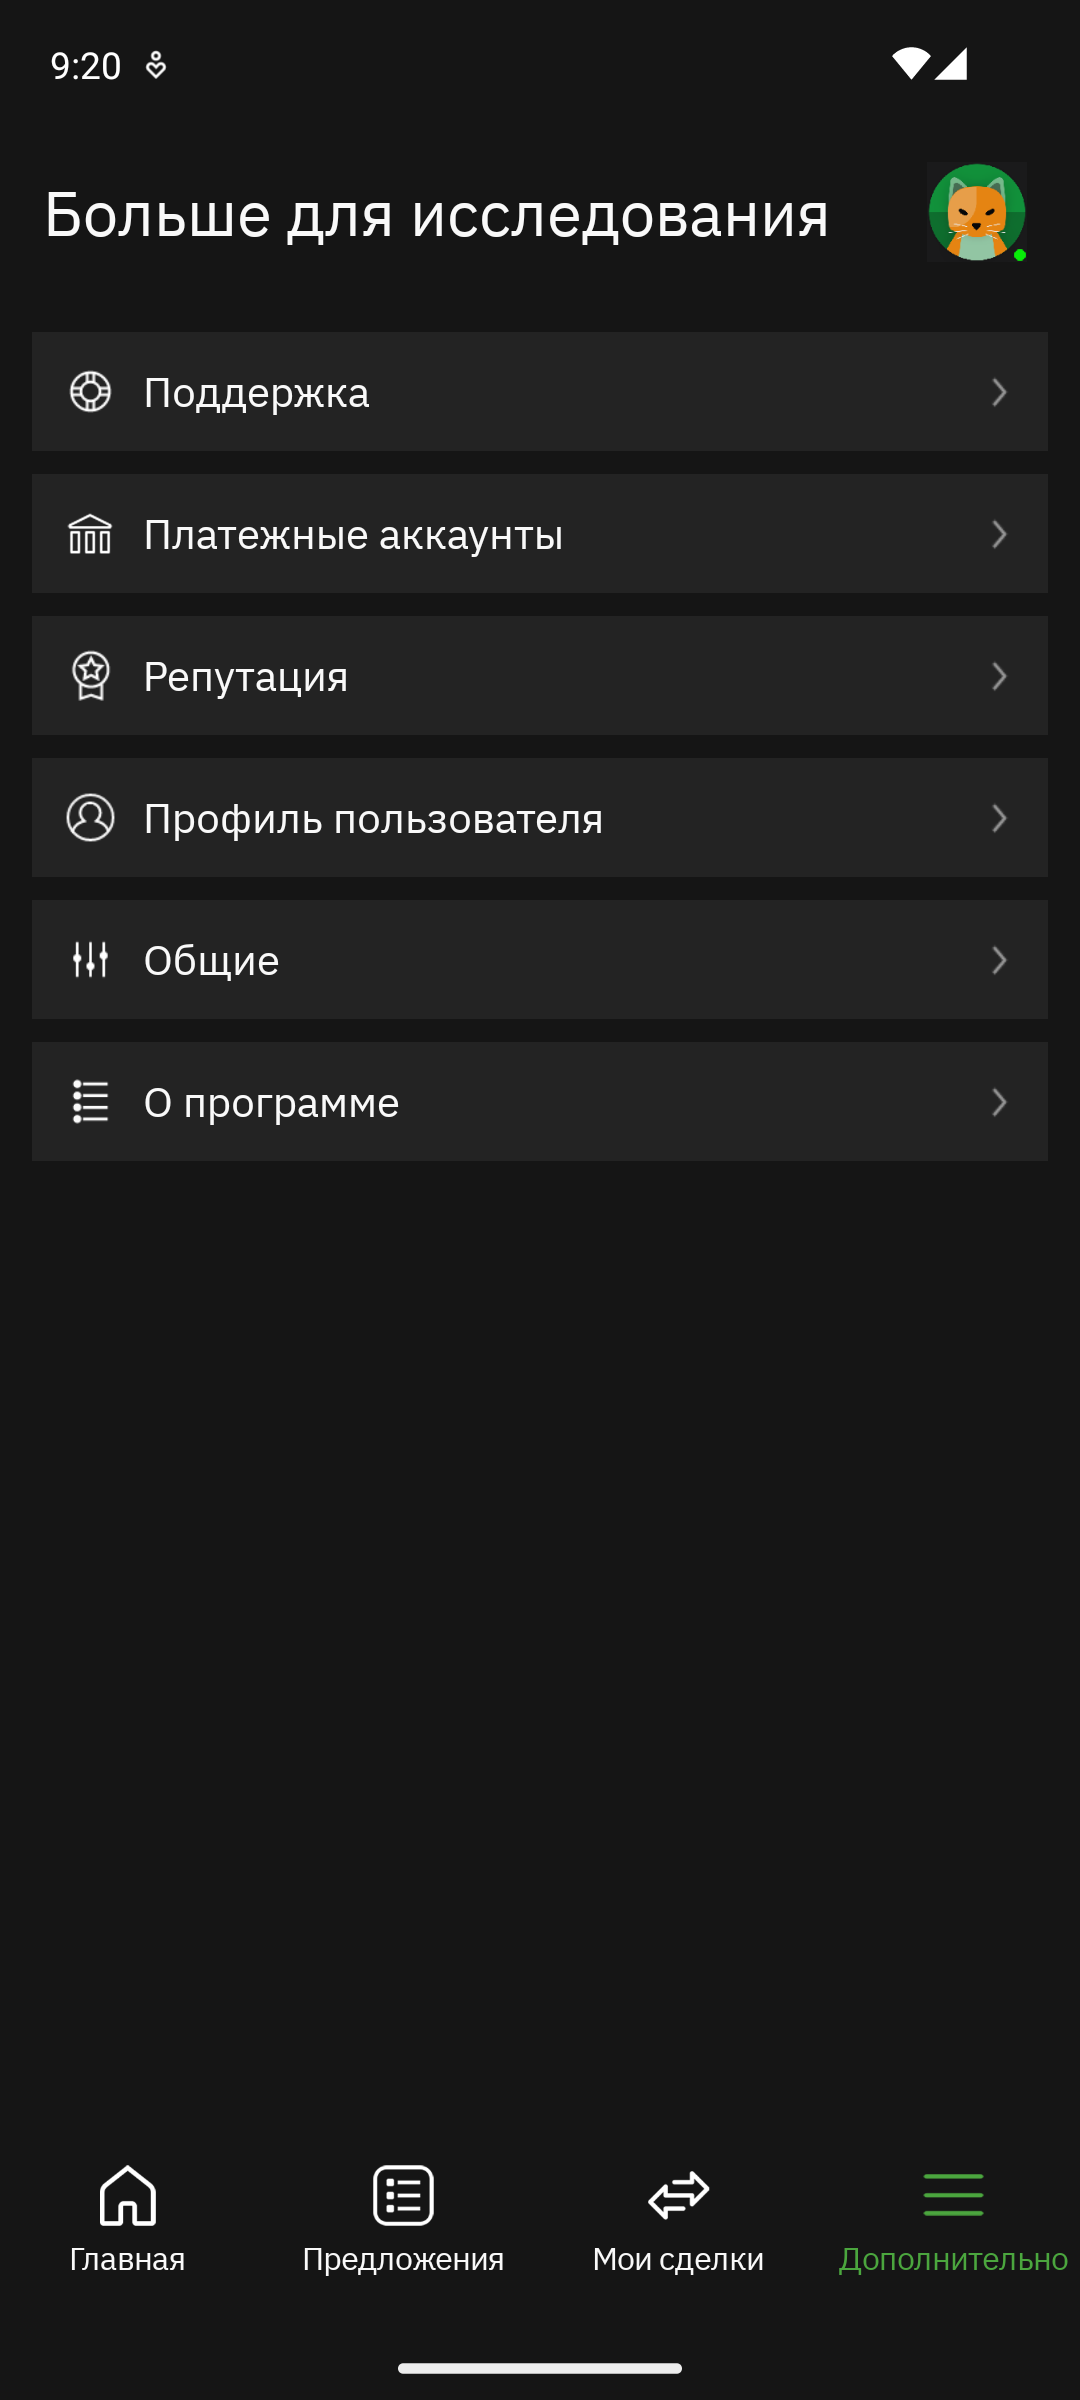 9:20
Больше для исследования
Поддержка
Платежные аккаунты
Репутация
Профиль пользователя
Общие
О программе
Главная
Предложения
Мои сделки
Дополнительно